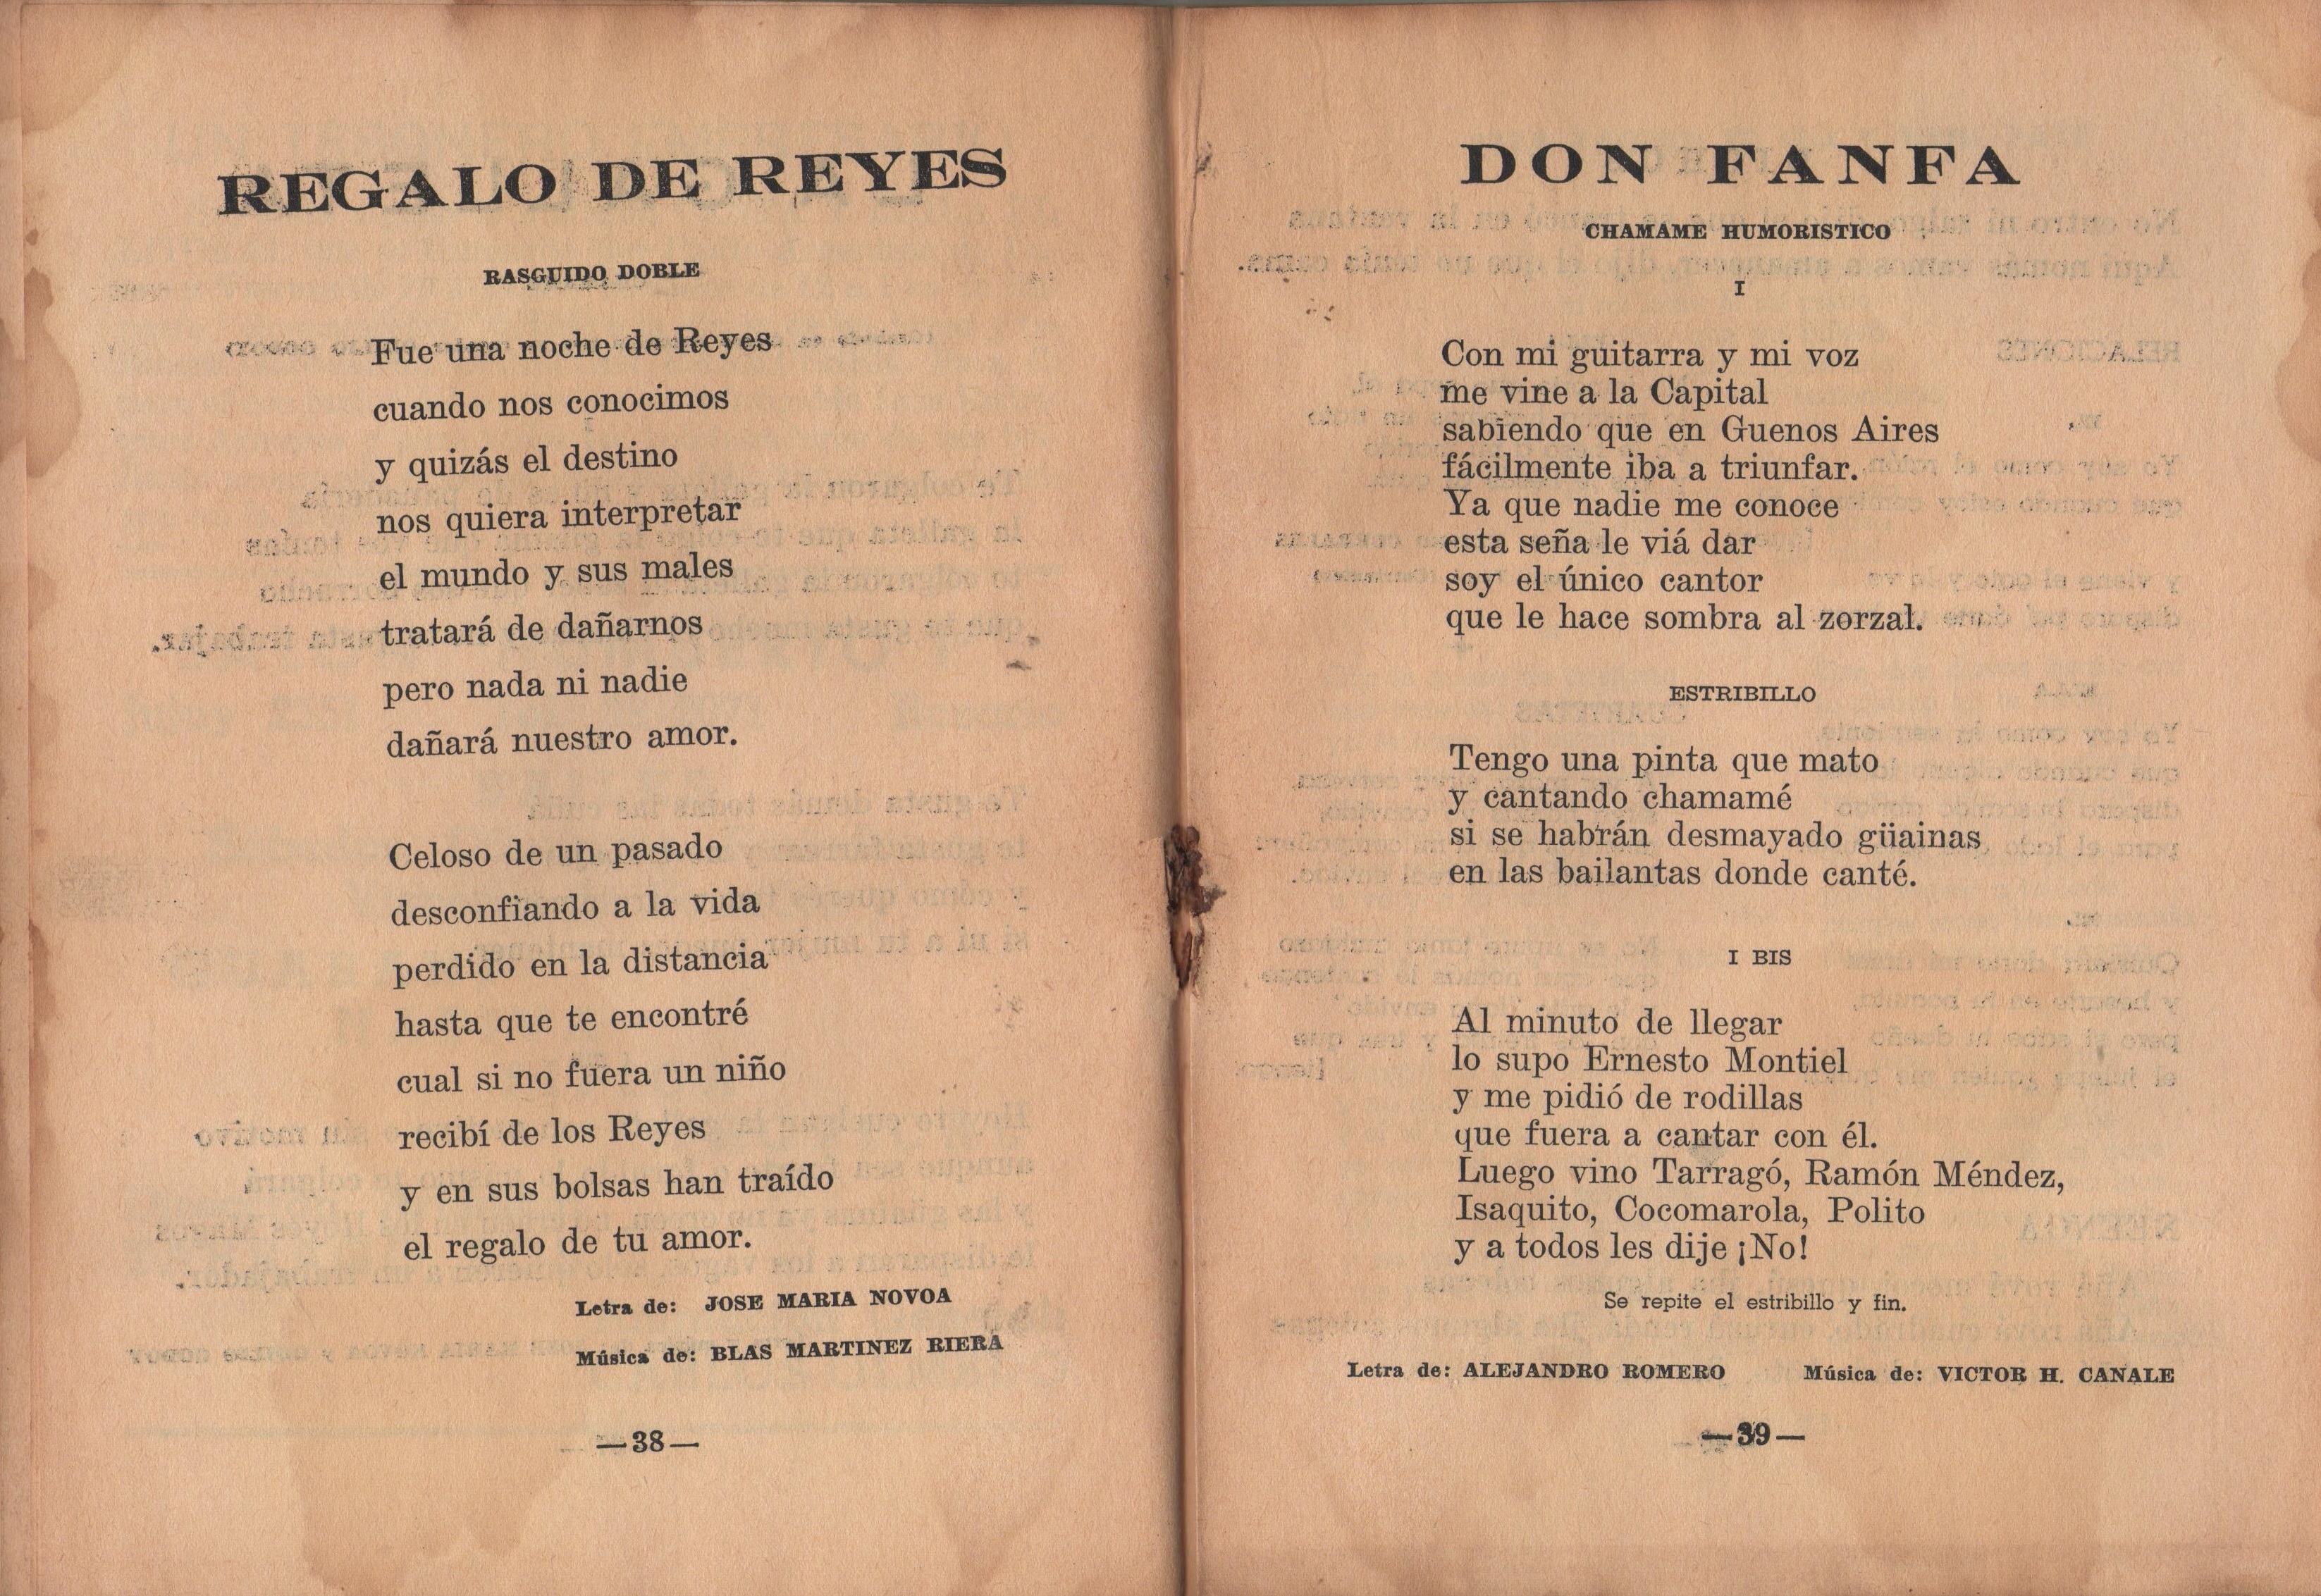 REGALO DE REYES
RASGUIDO DOBLE
Fue una noche de Reyes
cuando nos conocimos
y quizás el destino
nos quiera interpretar
el mundo y sus males
tratará de dañarnos
pero nada ni nadie
dañará nuestro amor.
Celoso de un pasado
desconfiando a la vida
perdido en la distancia
hasta que te encontré
cual si no fuera un niño
recibí de los Reyes
y en sus bolsas han traído
el regalo de tu amor.
Letra de: JOSE MARIA NOVOA
Música de: BLAS MARTINEZ RIERA
—38—
DON FANFA
CHAMAME HUMORISTICO
I
Con mi guitarra y mi voz
me vine a la Capital
sabiendo que en Guenos Aires
fácilmente iba a triunfar.
Ya que nadie me conoce
esta seña le viá dar
soy el único cantor
que le hace sombra al zorzal.
ESTRIBILLO
Tengo una pinta que mato
y cantando chamamé
si se habrán desmayado güainas
en las bailantas donde canté.
I BIS
Al minuto de llegar
lo supo Ernesto Montiel
y me pidió de rodillas
que fuera a cantar con él.
Luego vino Tarragó, Ramón Méndez,
Isaquito, Cocomarola, Polito
y a todos les dije ¡No!
Se repite el estribillo y fin.
Letra de: ALEJANDRO ROMERO Música de: VICTOR H. CANALE
—39—